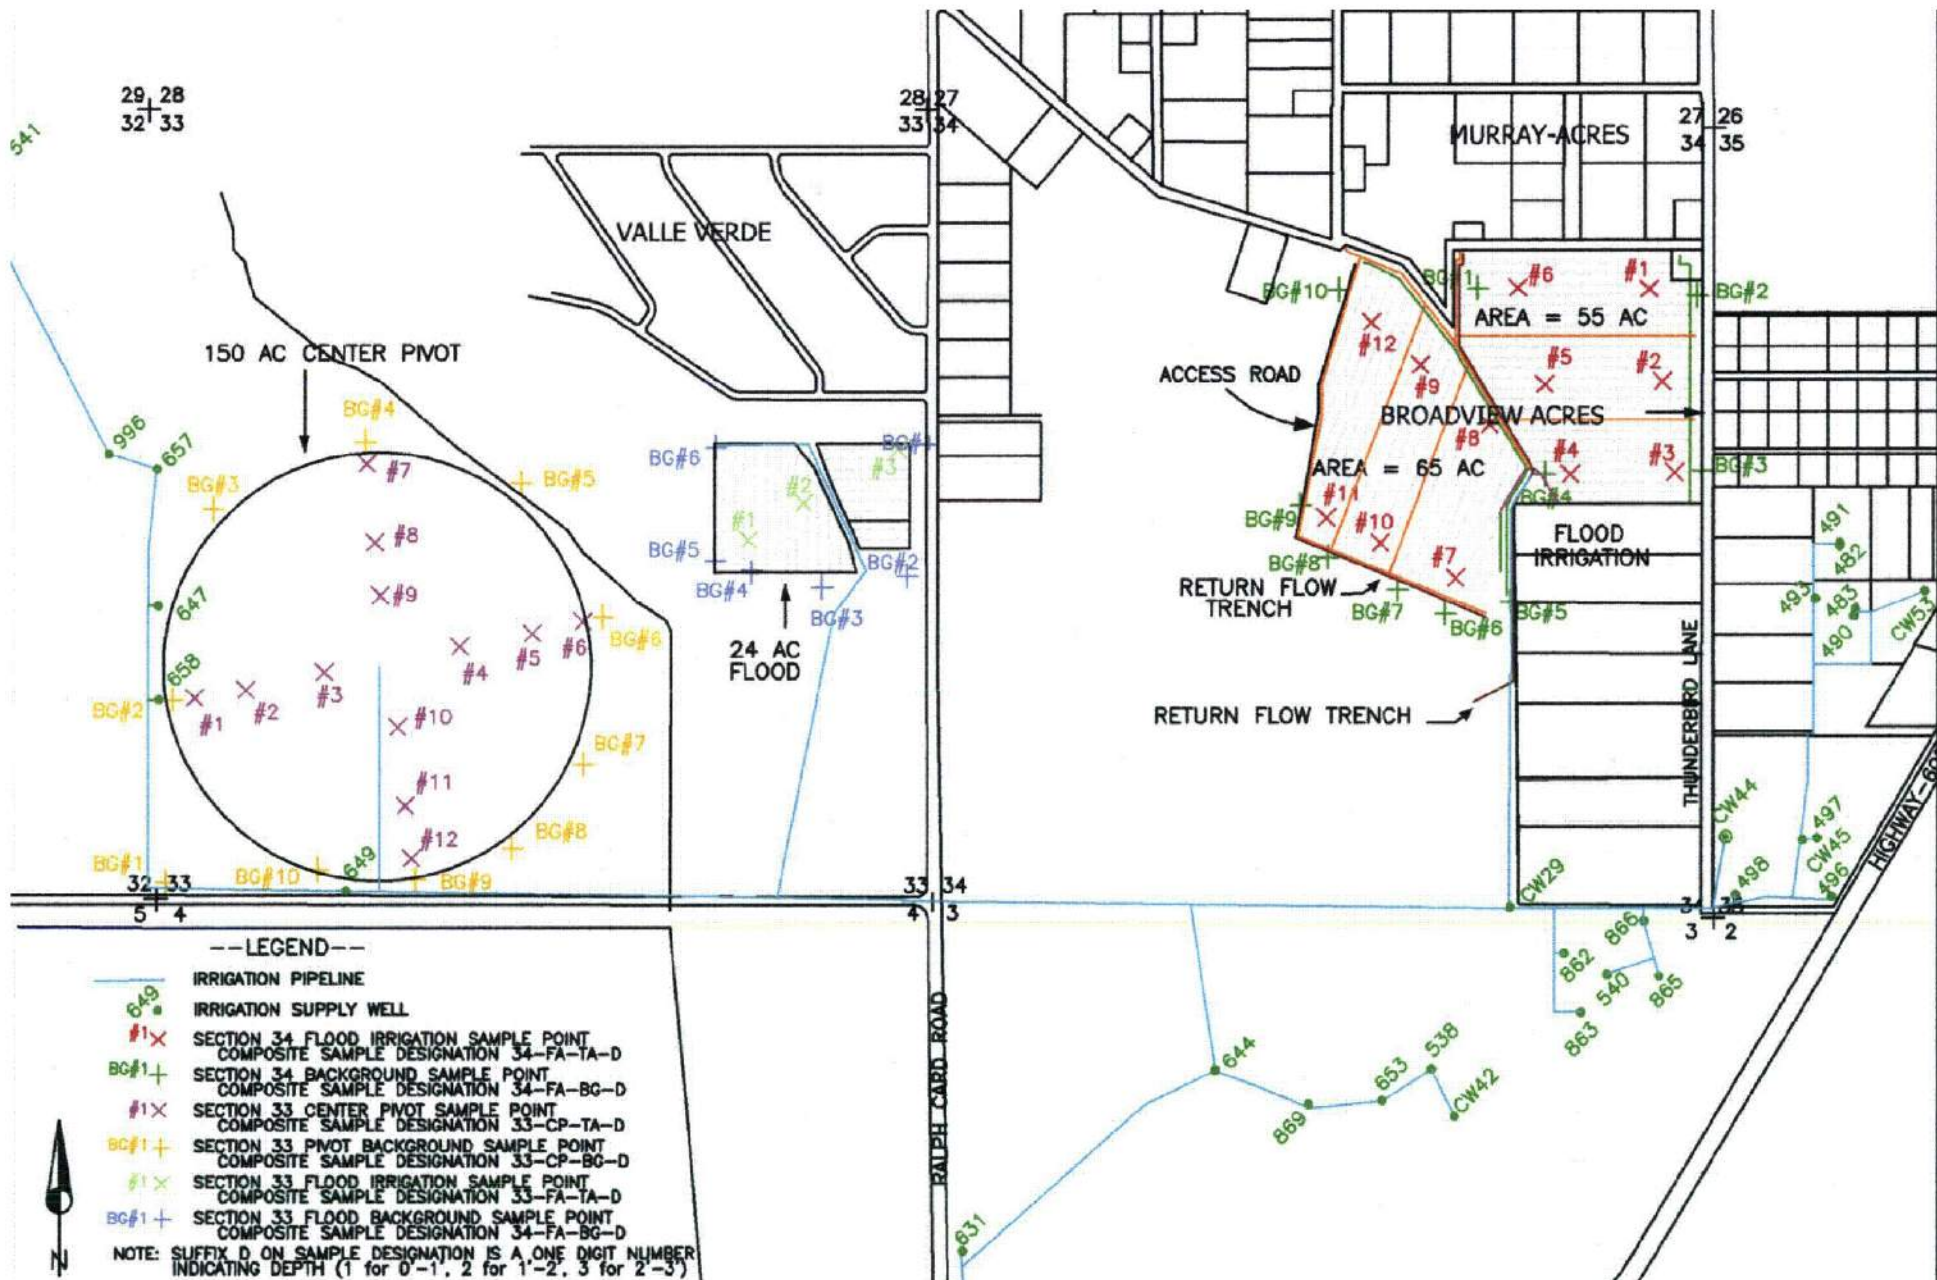 541
29 28
32 33
28 27
33 34
27 26
34 35
MURRAY-ACRES
VALLE VERDE
150 AC CENTER PIVOT
BG#4
#7
BG#3
BG#5
996
657
#8
#9
647
658
BG#2
#1
#2
#3
#4
#5
#6
BG#6
#10
BG#7
#11
#12
BG#8
BG#1
BG#10
649
BG#9
32 33
5 4
BG#6
BG#1
#3
#2
#1
BG#5
BG#2
BG#4
BG#3
24 AC
FLOOD
33 34
4 3
BG#10
BG#1
#6
#1
BG#2
AREA = 55 AC
#12
#5
#2
#9
ACCESS ROAD
BROADVIEW ACRES
#8
#4
#3
BG#3
AREA = 65 AC
BG#4
#11
#10
BG#9
FLOOD
IRRIGATION
BG#8
#7
RETURN FLOW
TRENCH
BG#7
BG#6
BG#5
RETURN FLOW TRENCH
THUNDERBIRD LANE
491
482
493
483
490
CW53
CW44
497
CW45
498
496
HIGHWAY-60
CW29
3 2
866
862
540
865
863
644
538
653
869
CW42
631
RALPH CARD ROAD
--LEGEND--
IRRIGATION PIPELINE
649 IRRIGATION SUPPLY WELL
#1 SECTION 34 FLOOD IRRIGATION SAMPLE POINT
COMPOSITE SAMPLE DESIGNATION 34-FA-TA-D
BG#1 SECTION 34 BACKGROUND SAMPLE POINT
COMPOSITE SAMPLE DESIGNATION 34-FA-BG-D
#1 SECTION 33 CENTER PIVOT SAMPLE POINT
COMPOSITE SAMPLE DESIGNATION 33-CP-TA-D
BG#1 SECTION 33 PIVOT BACKGROUND SAMPLE POINT
COMPOSITE SAMPLE DESIGNATION 33-CP-BG-D
#1 SECTION 33 FLOOD IRRIGATION SAMPLE POINT
COMPOSITE SAMPLE DESIGNATION 33-FA-TA-D
BG#1 SECTION 33 FLOOD BACKGROUND SAMPLE POINT
COMPOSITE SAMPLE DESIGNATION 34-FA-BG-D
NOTE: SUFFIX D ON SAMPLE DESIGNATION IS A ONE DIGIT NUMBER
INDICATING DEPTH (1 for 0'-1', 2 for 1'-2', 3 for 2'-3')
N